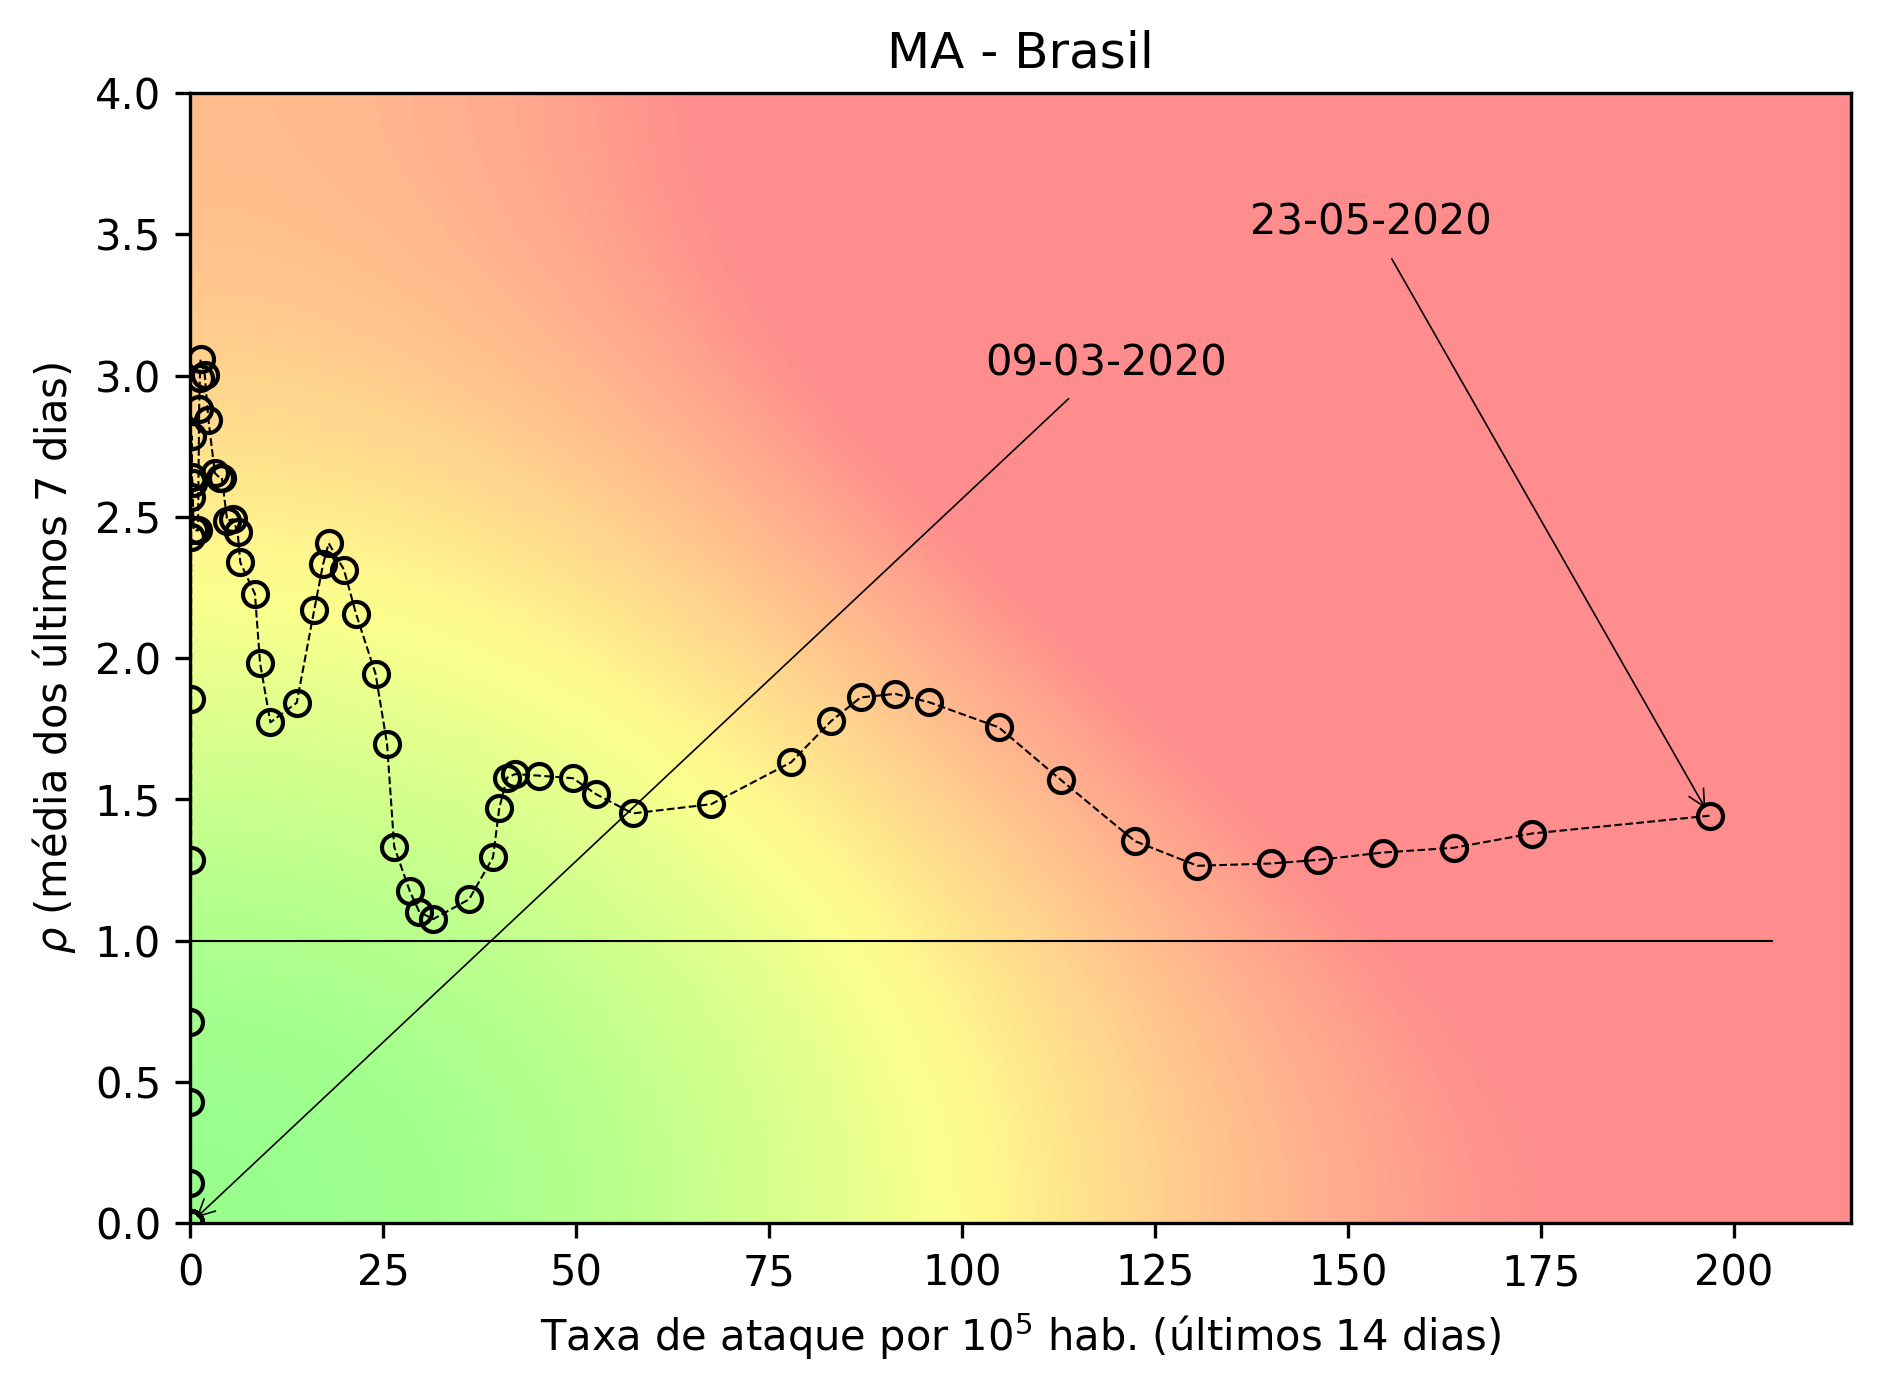 MA - Brasil
4.0
3.5
3.0
2.5
2.0
1.5
1.0
0.5
0.0
ρ (média dos últimos 7 dias)
23-05-2020
09-03-2020
0 25 50 75 100 125 150 175 200
Taxa de ataque por 10⁵ hab. (últimos 14 dias)